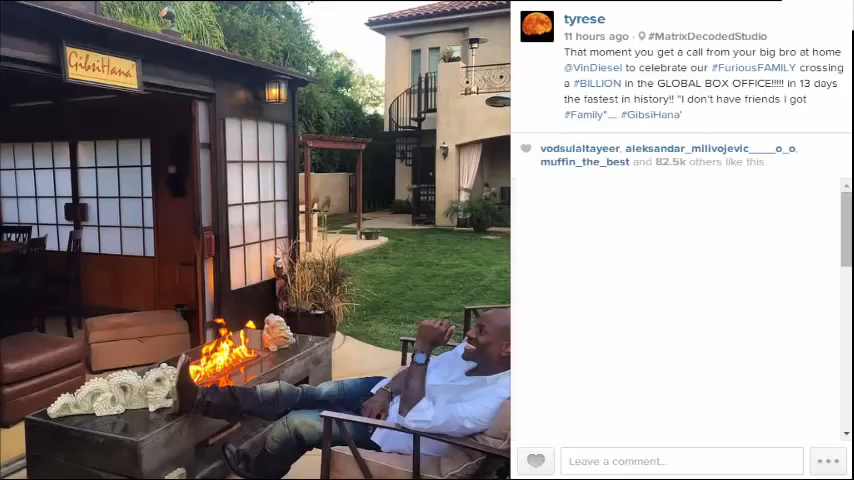 GibsiHana'
tyrese
11 hours ago · #MatrixDecodedStudio
That moment you get a call from your big bro at home
@VinDiesel to celebrate our #FuriousFAMILY crossing
a #BILLION in the GLOBAL BOX OFFICE!!!!! in 13 days
the fastest in history!! "I don't have friends I got
#Family".... #GibsiHana'
vodsulaltayeer, aleksandar_milivojevic____o_o,
muffin_the_best and 82.5k others like this.
Leave a comment...